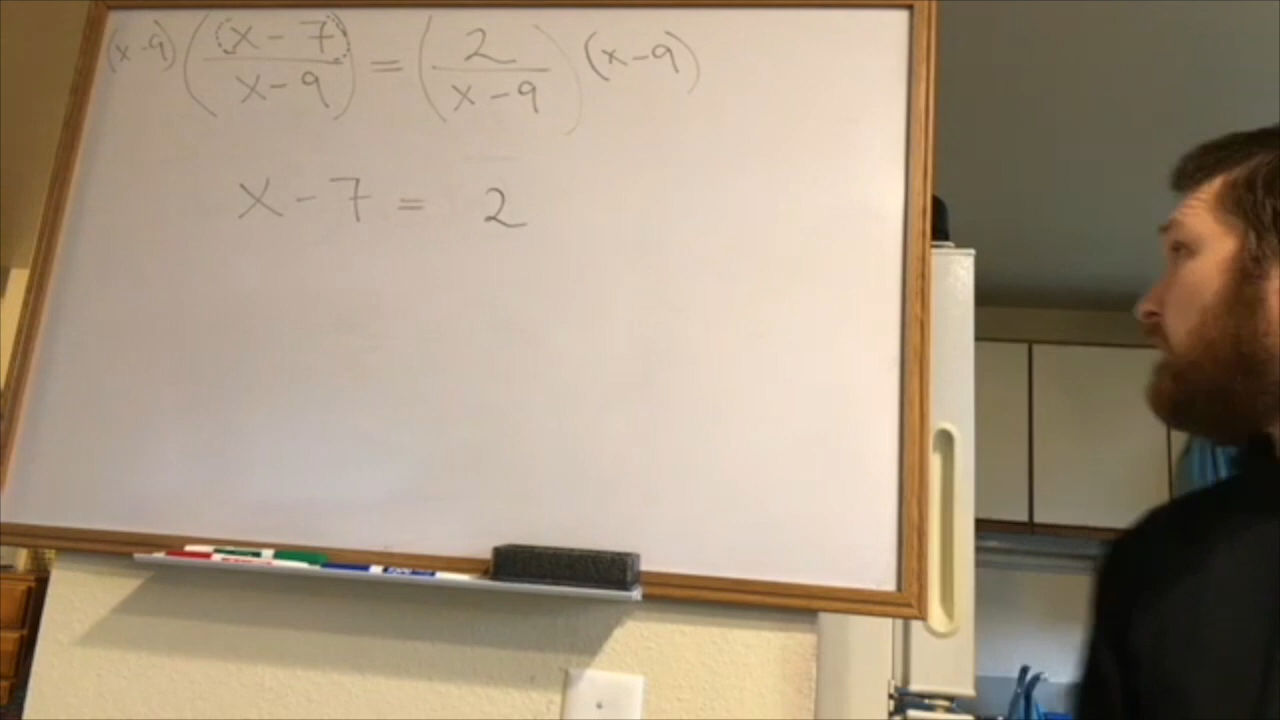 (x-9) ((x-7)/(x-9)) = (2/(x-9)) (x-9)
x-7 = 2